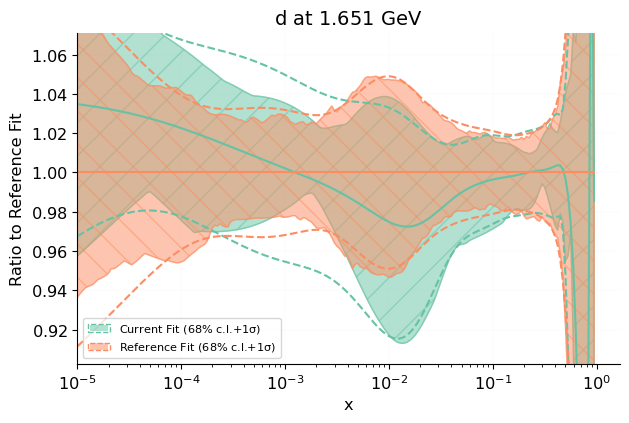 d at 1.651 GeV
Ratio to Reference Fit
1.06
1.04
1.02
1.00
0.98
0.96
0.94
0.92
Current Fit (68% c.l.+1σ)
Reference Fit (68% c.l.+1σ)
10⁻⁵ 10⁻⁴ 10⁻³ 10⁻² 10⁻¹ 10⁰
x